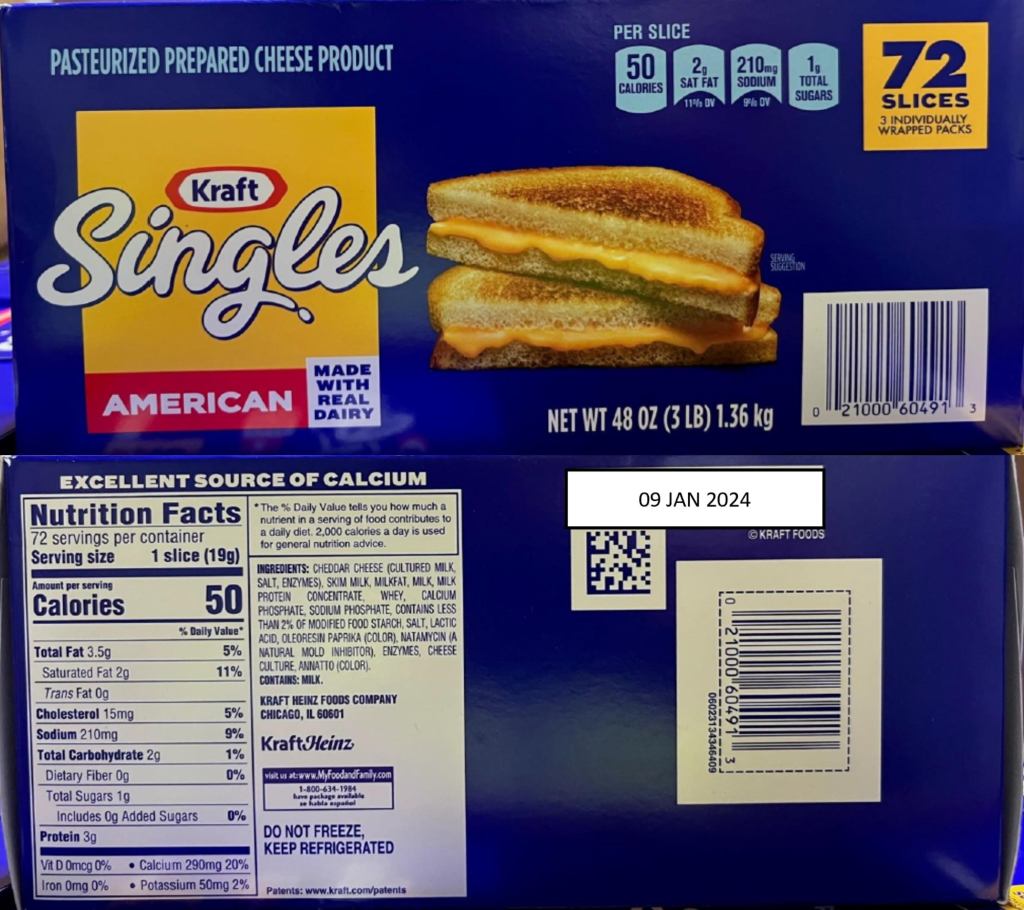 PASTEURIZED PREPARED CHEESE PRODUCT
PER SLICE
50 CALORIES
2g SAT FAT 11% DV
210mg SODIUM 9% DV
1g TOTAL SUGARS
72
SLICES
3 INDIVIDUALLY
WRAPPED PACKS
Kraft
Singles
AMERICAN
MADE
WITH
REAL
DAIRY
SERVING
SUGGESTION
NET WT 48 OZ (3 LB) 1.36 kg
0 21000 60491 3
EXCELLENT SOURCE OF CALCIUM
Nutrition Facts
72 servings per container
Serving size 1 slice (19g)
Amount per serving
Calories 50
% Daily Value*
Total Fat 3.5g 5%
Saturated Fat 2g 11%
Trans Fat 0g
Cholesterol 15mg 5%
Sodium 210mg 9%
Total Carbohydrate 2g 1%
Dietary Fiber 0g 0%
Total Sugars 1g
Includes 0g Added Sugars 0%
Protein 3g
Vit D 0mcg 0% • Calcium 290mg 20%
Iron 0mg 0% • Potassium 50mg 2%
*The % Daily Value tells you how much a
nutrient in a serving of food contributes to
a daily diet. 2,000 calories a day is used
for general nutrition advice.
INGREDIENTS: CHEDDAR CHEESE (CULTURED MILK,
SALT, ENZYMES), SKIM MILK, MILKFAT, MILK, MILK
PROTEIN CONCENTRATE, WHEY, CALCIUM
PHOSPHATE, SODIUM PHOSPHATE, CONTAINS LESS
THAN 2% OF MODIFIED FOOD STARCH, SALT, LACTIC
ACID, OLEORESIN PAPRIKA (COLOR), NATAMYCIN (A
NATURAL MOLD INHIBITOR), ENZYMES, CHEESE
CULTURE, ANNATTO (COLOR).
CONTAINS: MILK.
KRAFT HEINZ FOODS COMPANY
CHICAGO, IL 60601
KraftHeinz
visit us at: www.MyFoodandFamily.com
1-800-634-1984
have package available
se habla español
DO NOT FREEZE,
KEEP REFRIGERATED
Patents: www.kraft.com/patents
09 JAN 2024
© KRAFT FOODS
0 21000 60491 3
06023134346409